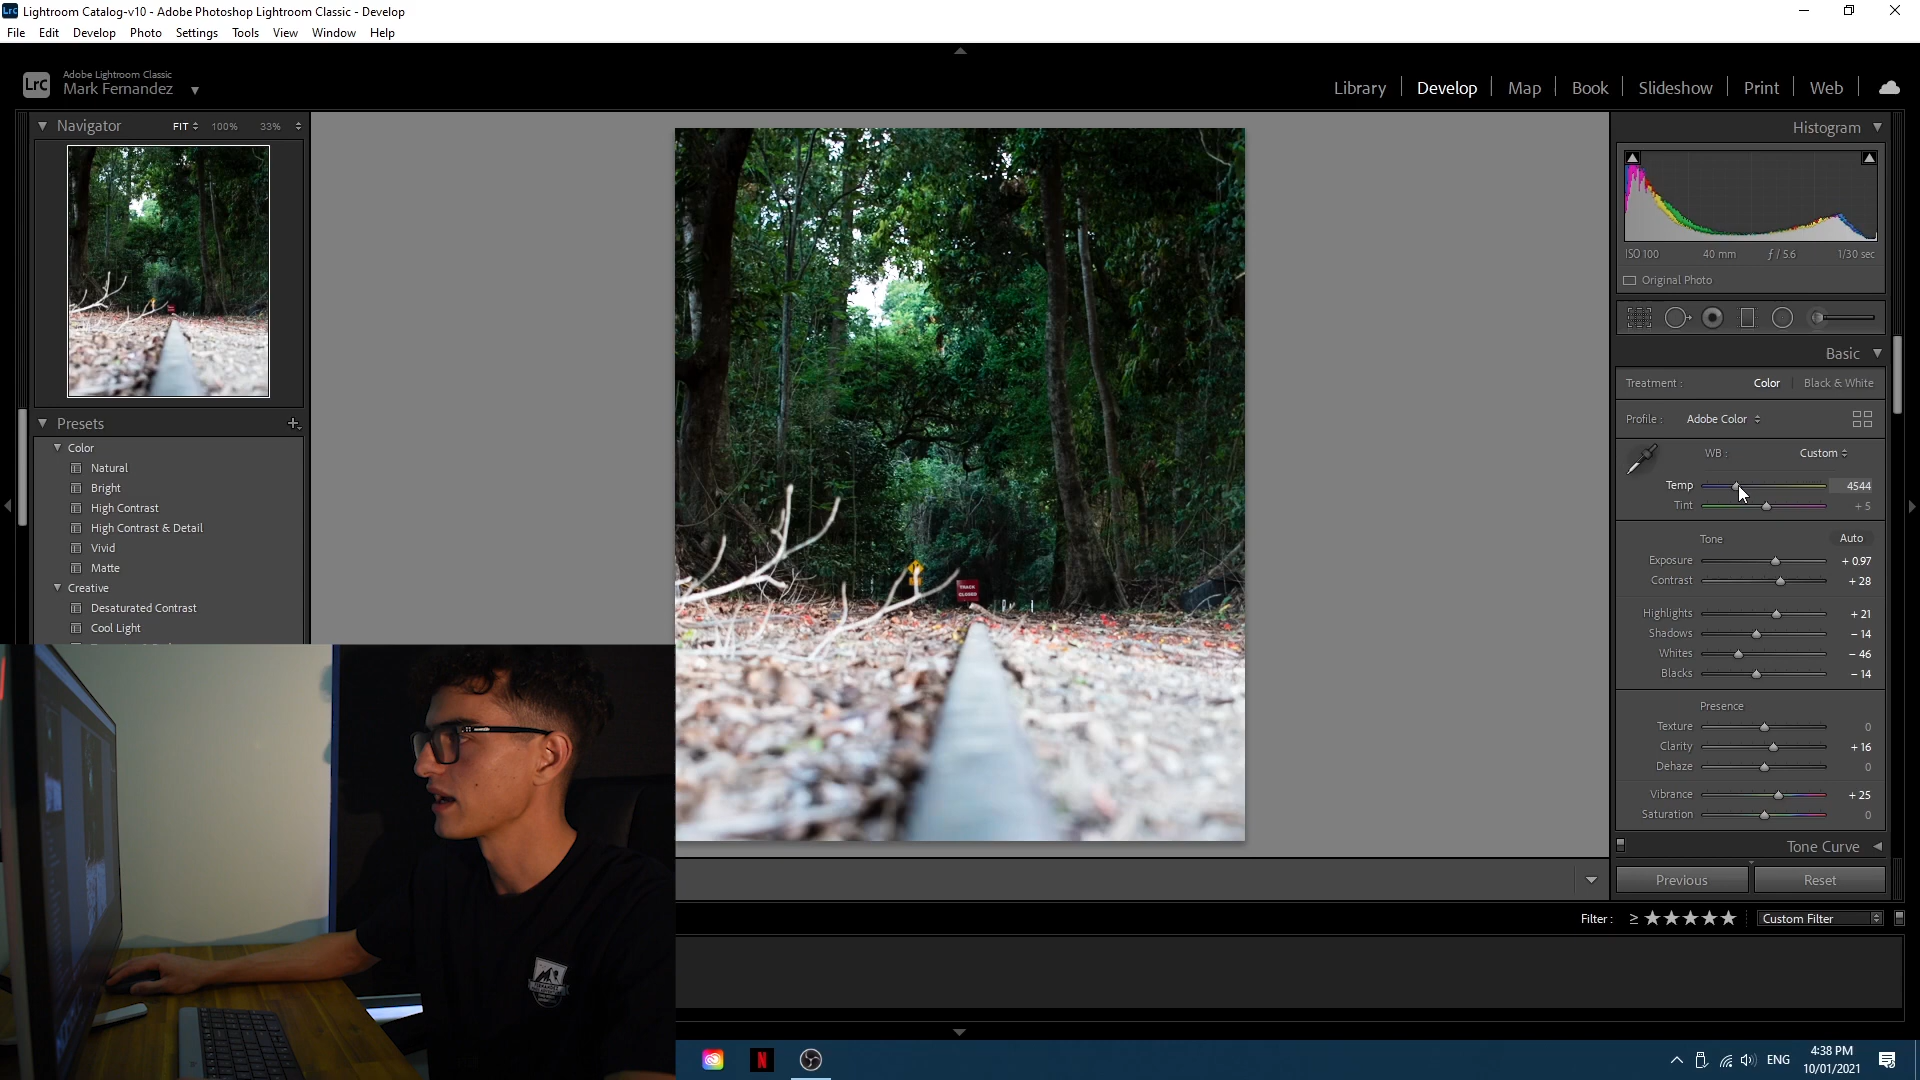 Lrc Lightroom Catalog-v10 - Adobe Photoshop Lightroom Classic - Develop
File Edit Develop Photo Settings Tools View Window Help
Lrc Adobe Lightroom Classic
Mark Fernandez
Library Develop Map Book Slideshow Print Web
Navigator FIT 100% 33%
Histogram
ISO 100 40 mm ƒ / 5.6 1/30 sec
Original Photo
Basic
Treatment : Color Black & White
Profile : Adobe Color
WB : Custom
Temp 4544
Tint + 5
Tone Auto
Exposure + 0.97
Contrast + 28
Highlights + 21
Shadows – 14
Whites – 46
Blacks – 14
Presence
Texture 0
Clarity + 16
Dehaze 0
Vibrance + 25
Saturation 0
Tone Curve
Previous Reset
Presets
Color
Natural
Bright
High Contrast
High Contrast & Detail
Vivid
Matte
Creative
Desaturated Contrast
Cool Light
TRACK
CLOSED
Filter : ≥ ★★★★★ Custom Filter
N
ENG
4:38 PM
10/01/2021